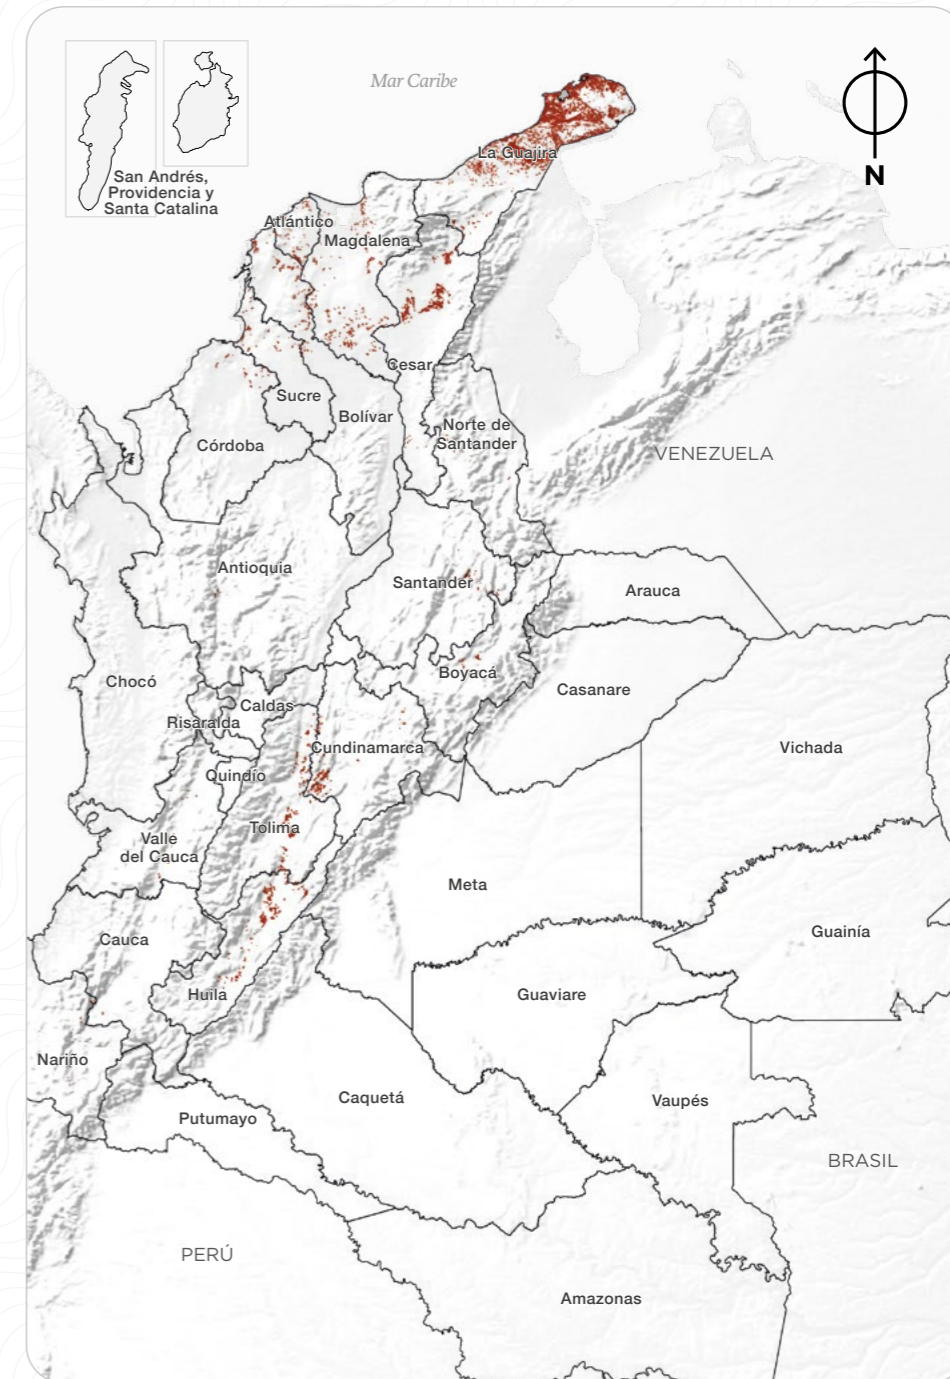 Mar Caribe
N
San Andrés,
Providencia y
Santa Catalina
La Guajira
Atlántico
Magdalena
Cesar
Sucre
Bolívar
Córdoba
Norte de
Santander
VENEZUELA
Antioquia
Santander
Arauca
Chocó
Boyacá
Casanare
Caldas
Risaralda
Cundinamarca
Vichada
Quindío
Tolima
Valle
del Cauca
Meta
Cauca
Guainía
Huila
Guaviare
Nariño
Caquetá
Vaupés
Putumayo
BRASIL
PERÚ
Amazonas